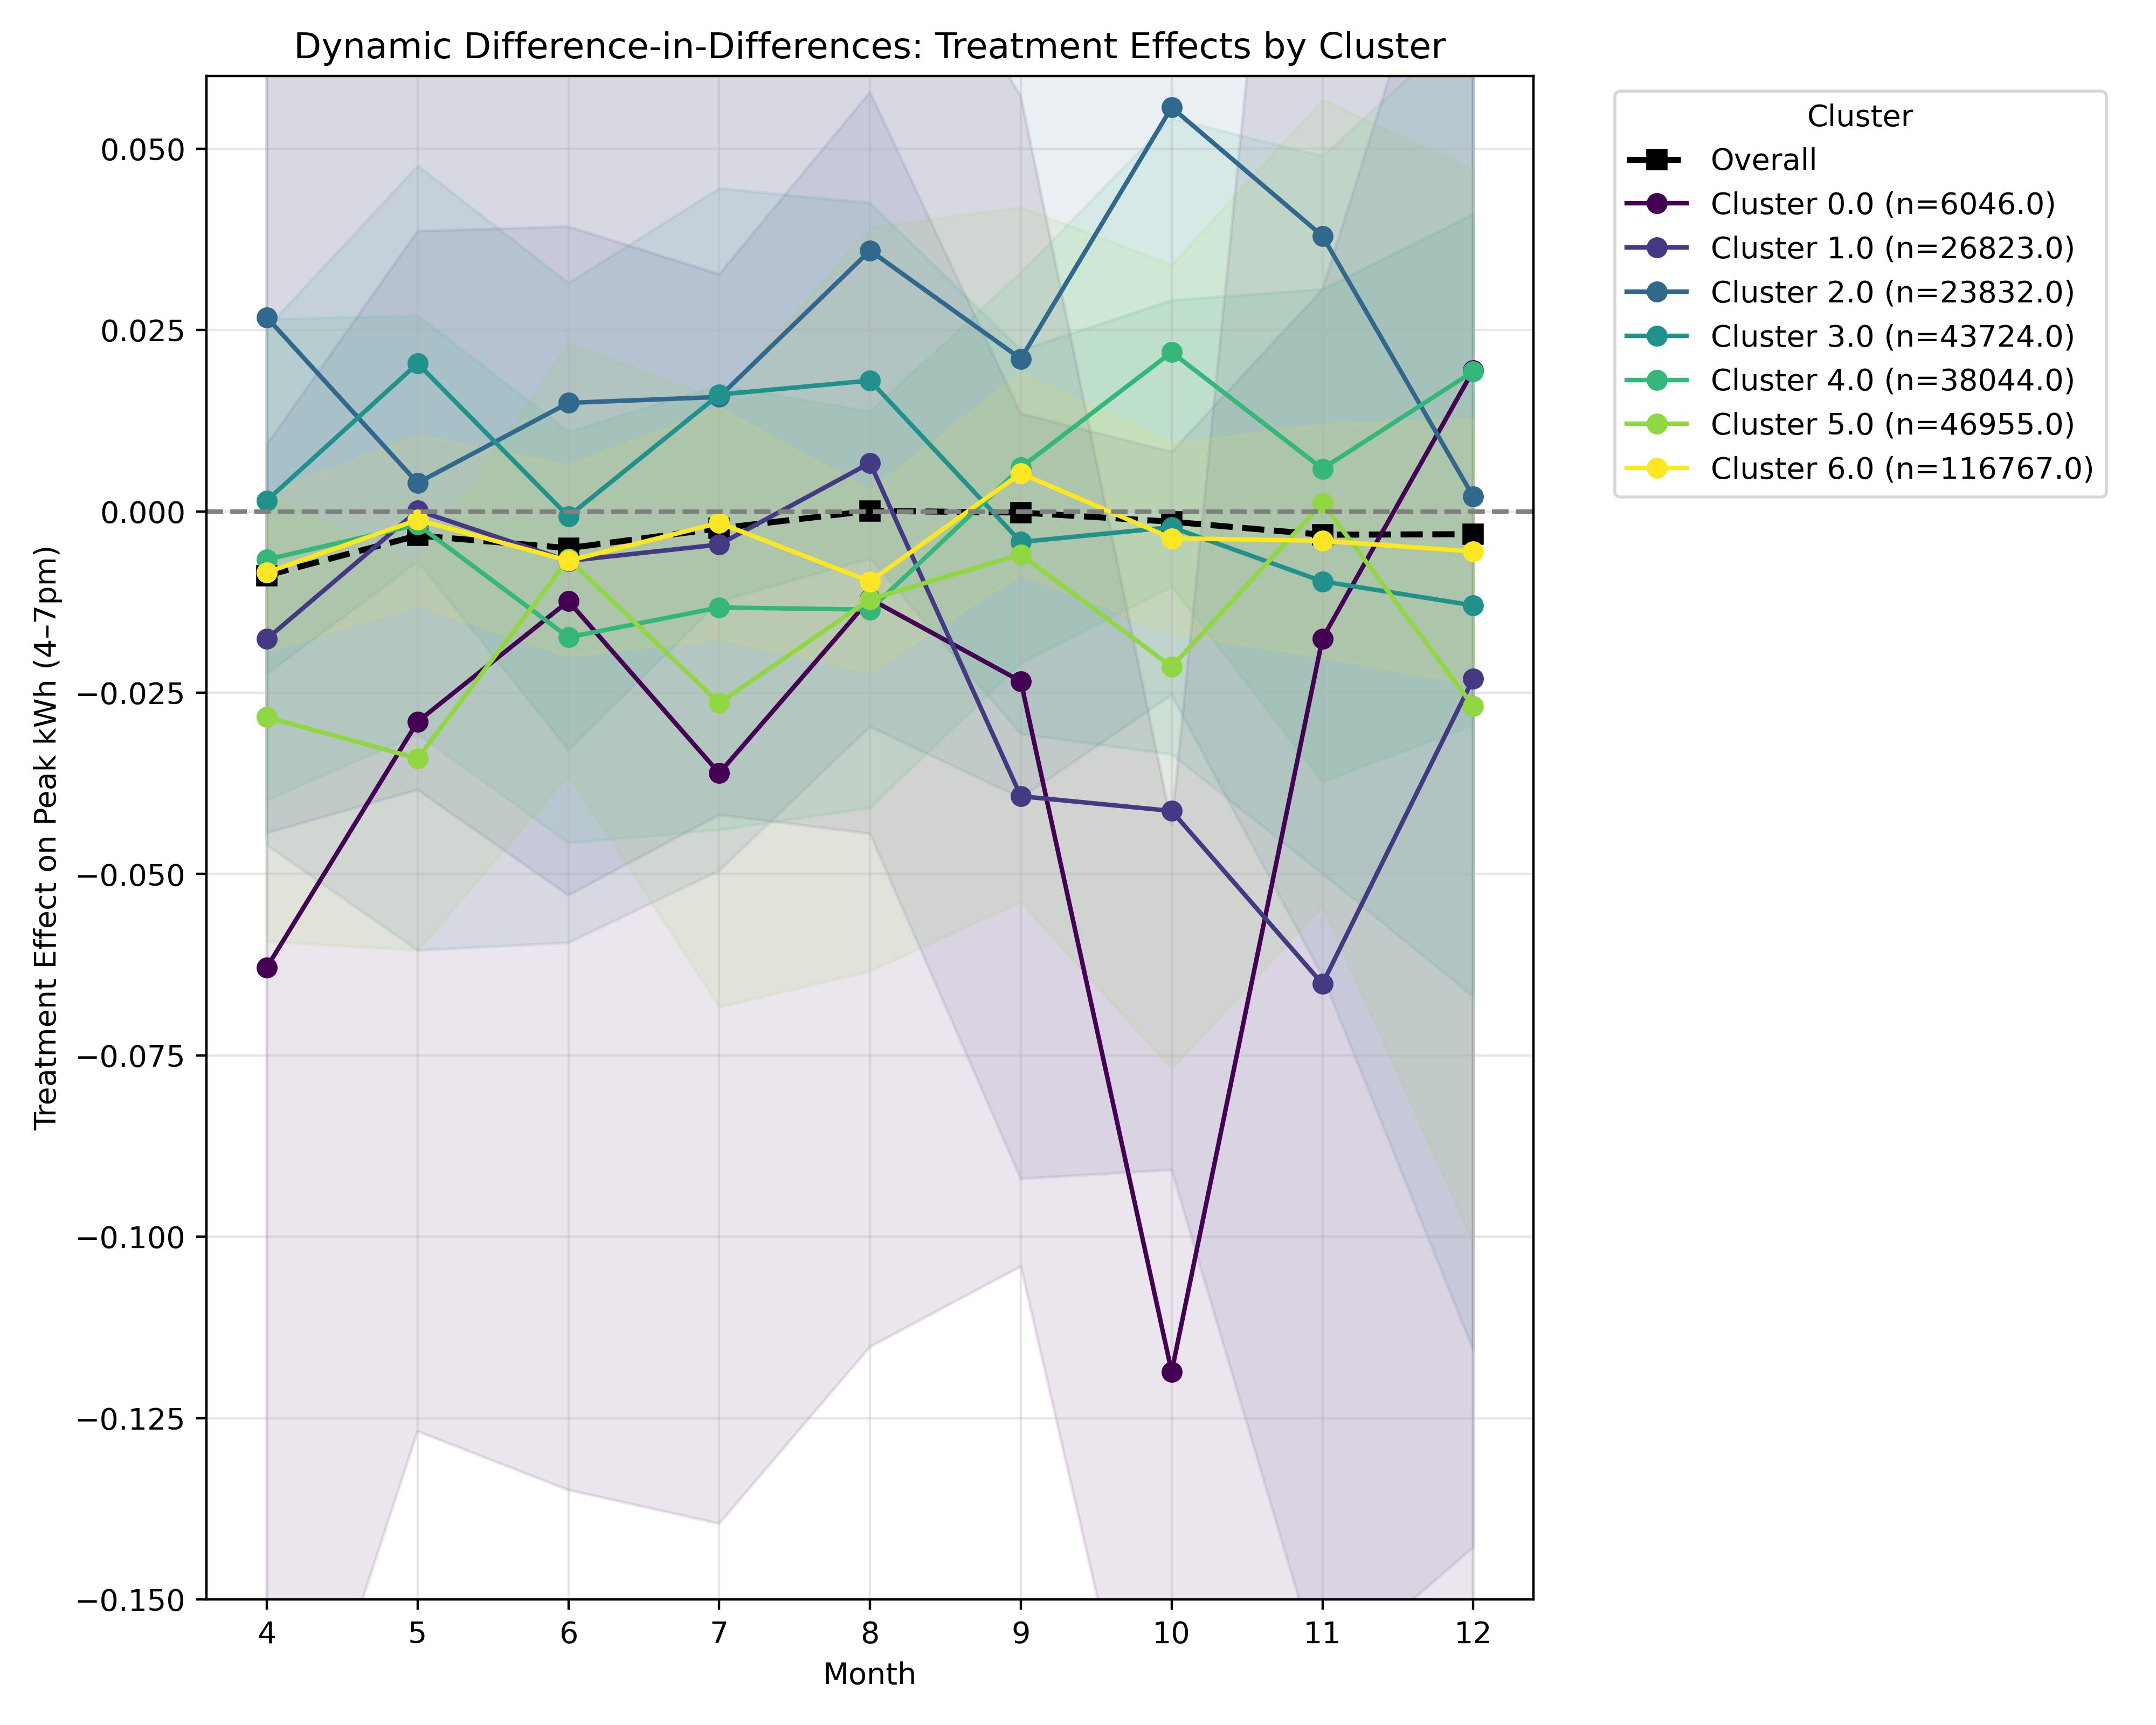 Dynamic Difference-in-Differences: Treatment Effects by Cluster
Treatment Effect on Peak kWh (4–7pm)
0.050
0.025
0.000
−0.025
−0.050
−0.075
−0.100
−0.125
−0.150
4
5
6
7
8
9
10
11
12
Month
Cluster
Overall
Cluster 0.0 (n=6046.0)
Cluster 1.0 (n=26823.0)
Cluster 2.0 (n=23832.0)
Cluster 3.0 (n=43724.0)
Cluster 4.0 (n=38044.0)
Cluster 5.0 (n=46955.0)
Cluster 6.0 (n=116767.0)